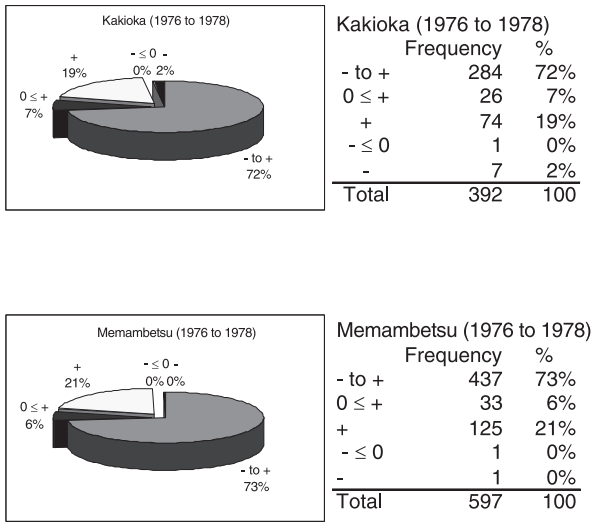 Kakioka (1976 to 1978)
+
19%
- ≤ 0 -
0% 2%
0 ≤ +
7%
- to +
72%
Kakioka (1976 to 1978)
Frequency %
- to + 284 72%
0 ≤ + 26 7%
+ 74 19%
- ≤ 0 1 0%
- 7 2%
Total 392 100
Memambetsu (1976 to 1978)
+
21%
- ≤ 0 -
0% 0%
0 ≤ +
6%
- to +
73%
Memambetsu (1976 to 1978)
Frequency %
- to + 437 73%
0 ≤ + 33 6%
+ 125 21%
- ≤ 0 1 0%
- 1 0%
Total 597 100